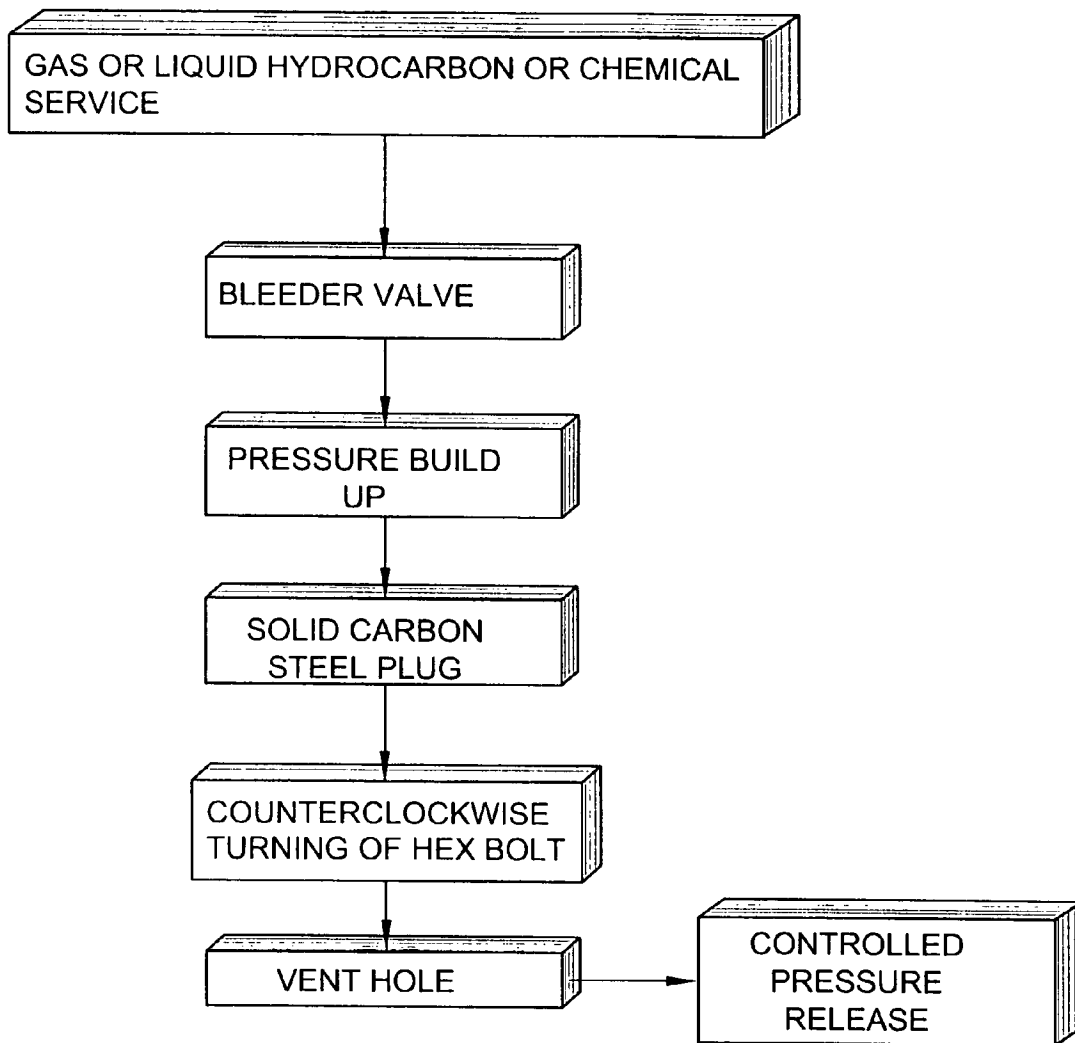 GAS OR LIQUID HYDROCARBON OR CHEMICAL
SERVICE
BLEEDER VALVE
PRESSURE BUILD
UP
SOLID CARBON
STEEL PLUG
COUNTERCLOCKWISE
TURNING OF HEX BOLT
VENT HOLE
CONTROLLED
PRESSURE
RELEASE